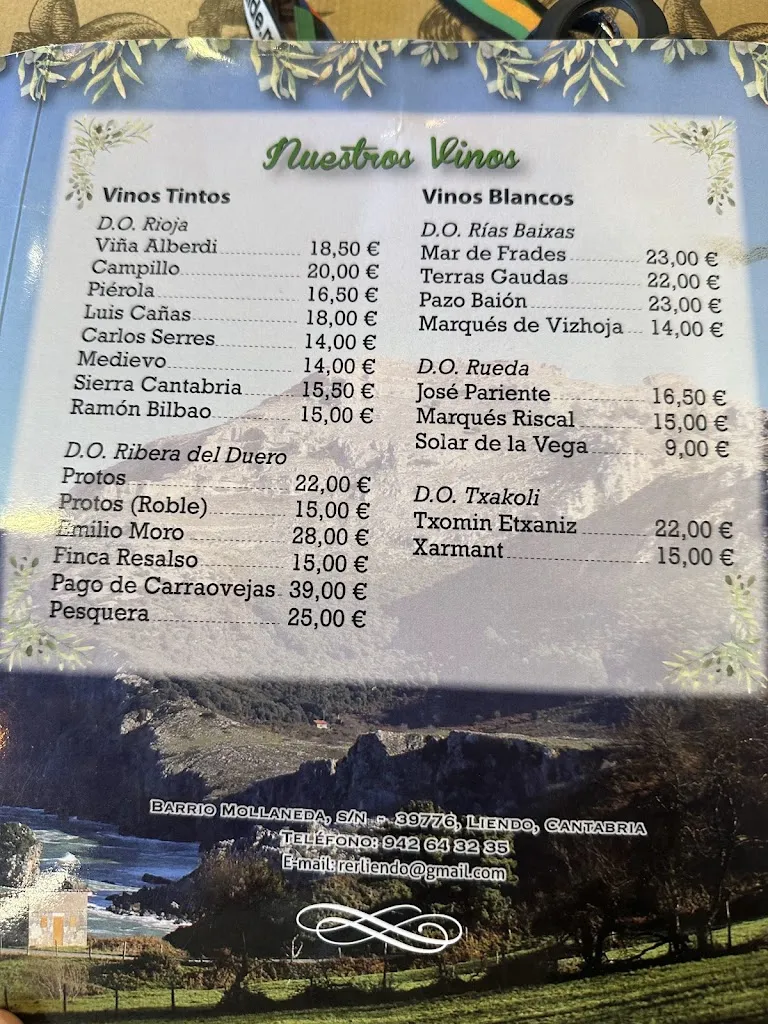 Nuestros Vinos
Vinos Tintos
D.O. Rioja
Viña Alberdi 18,50 €
Campillo 20,00 €
Piérola 16,50 €
Luis Cañas 18,00 €
Carlos Serres 14,00 €
Medievo 14,00 €
Sierra Cantabria 15,50 €
Ramón Bilbao 15,00 €
D.O. Ribera del Duero
Protos 22,00 €
Protos (Roble) 15,00 €
Emilio Moro 28,00 €
Finca Resalso 15,00 €
Pago de Carraovejas 39,00 €
Pesquera 25,00 €
Vinos Blancos
D.O. Rías Baixas
Mar de Frades 23,00 €
Terras Gaudas 22,00 €
Pazo Baión 23,00 €
Marqués de Vizhoja 14,00 €
D.O. Rueda
José Pariente 16,50 €
Marqués Riscal 15,00 €
Solar de la Vega 9,00 €
D.O. Txakoli
Txomin Etxaniz 22,00 €
Xarmant 15,00 €
Barrio Mollaneda, s/n - 39776, Liendo, Cantabria
Teléfono: 942 64 32 35
E-mail: rerliendo@gmail.com